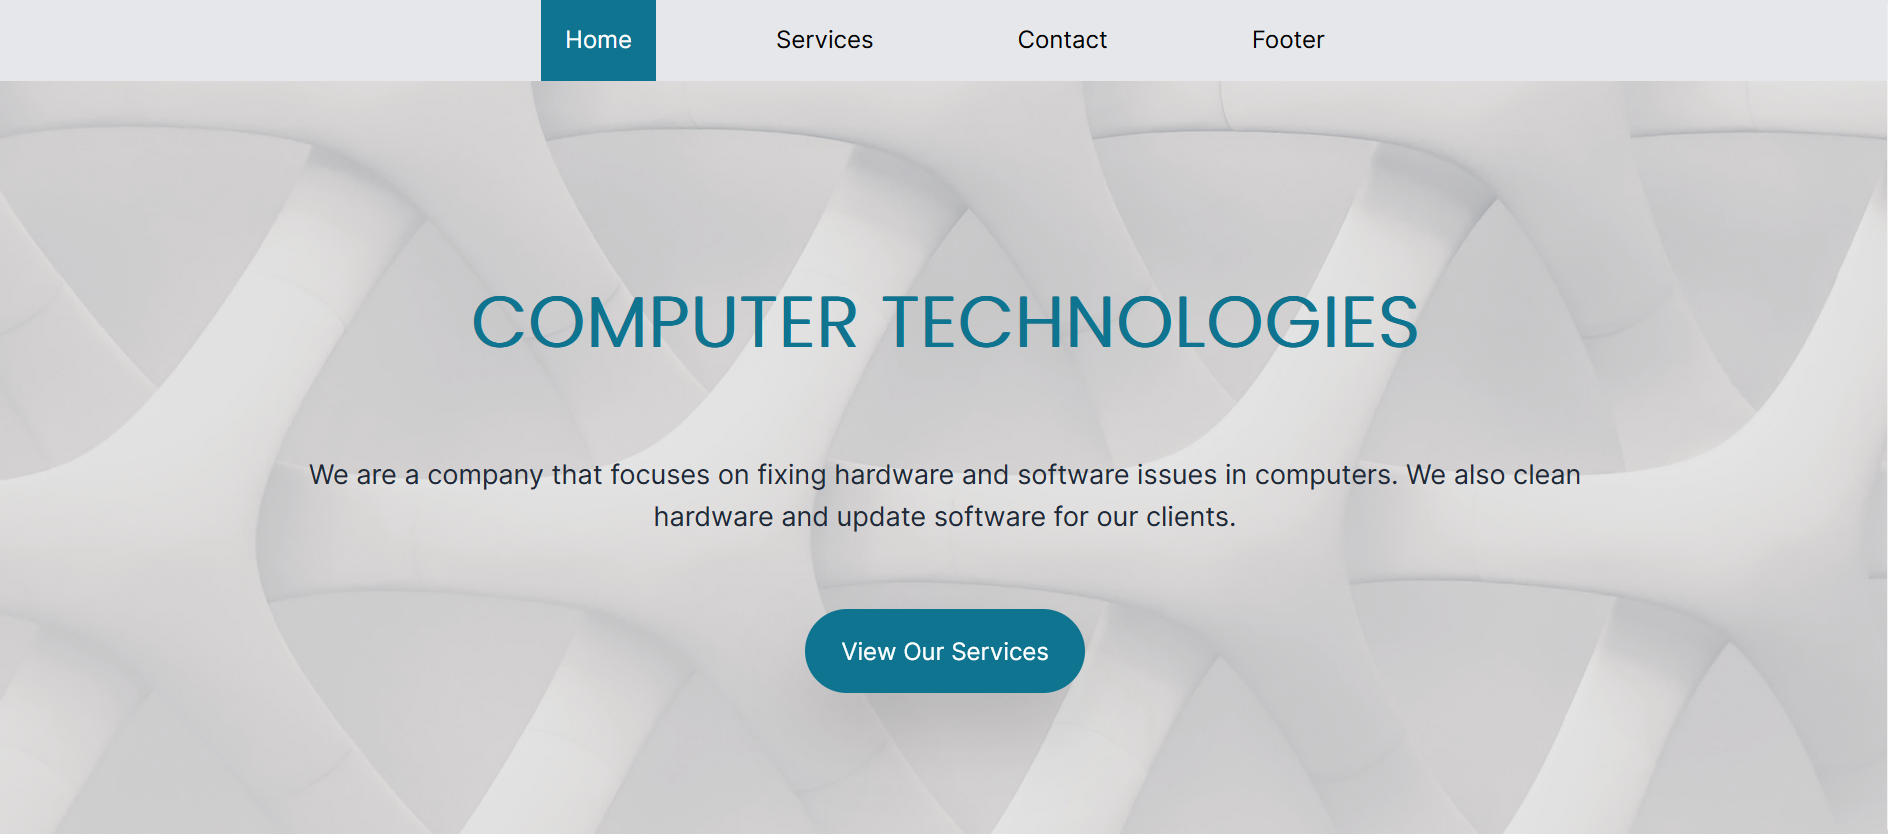 Home Services Contact Footer
COMPUTER TECHNOLOGIES
We are a company that focuses on fixing hardware and software issues in computers. We also clean
hardware and update software for our clients.
View Our Services